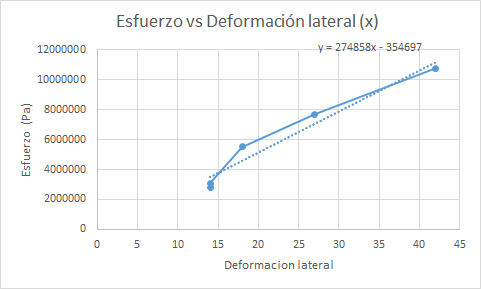 Esfuerzo vs Deformación lateral (x)
y = 274858x - 354697
12000000
10000000
8000000
6000000
4000000
2000000
0
Esfuerzo (Pa)
0 5 10 15 20 25 30 35 40 45
Deformacion lateral